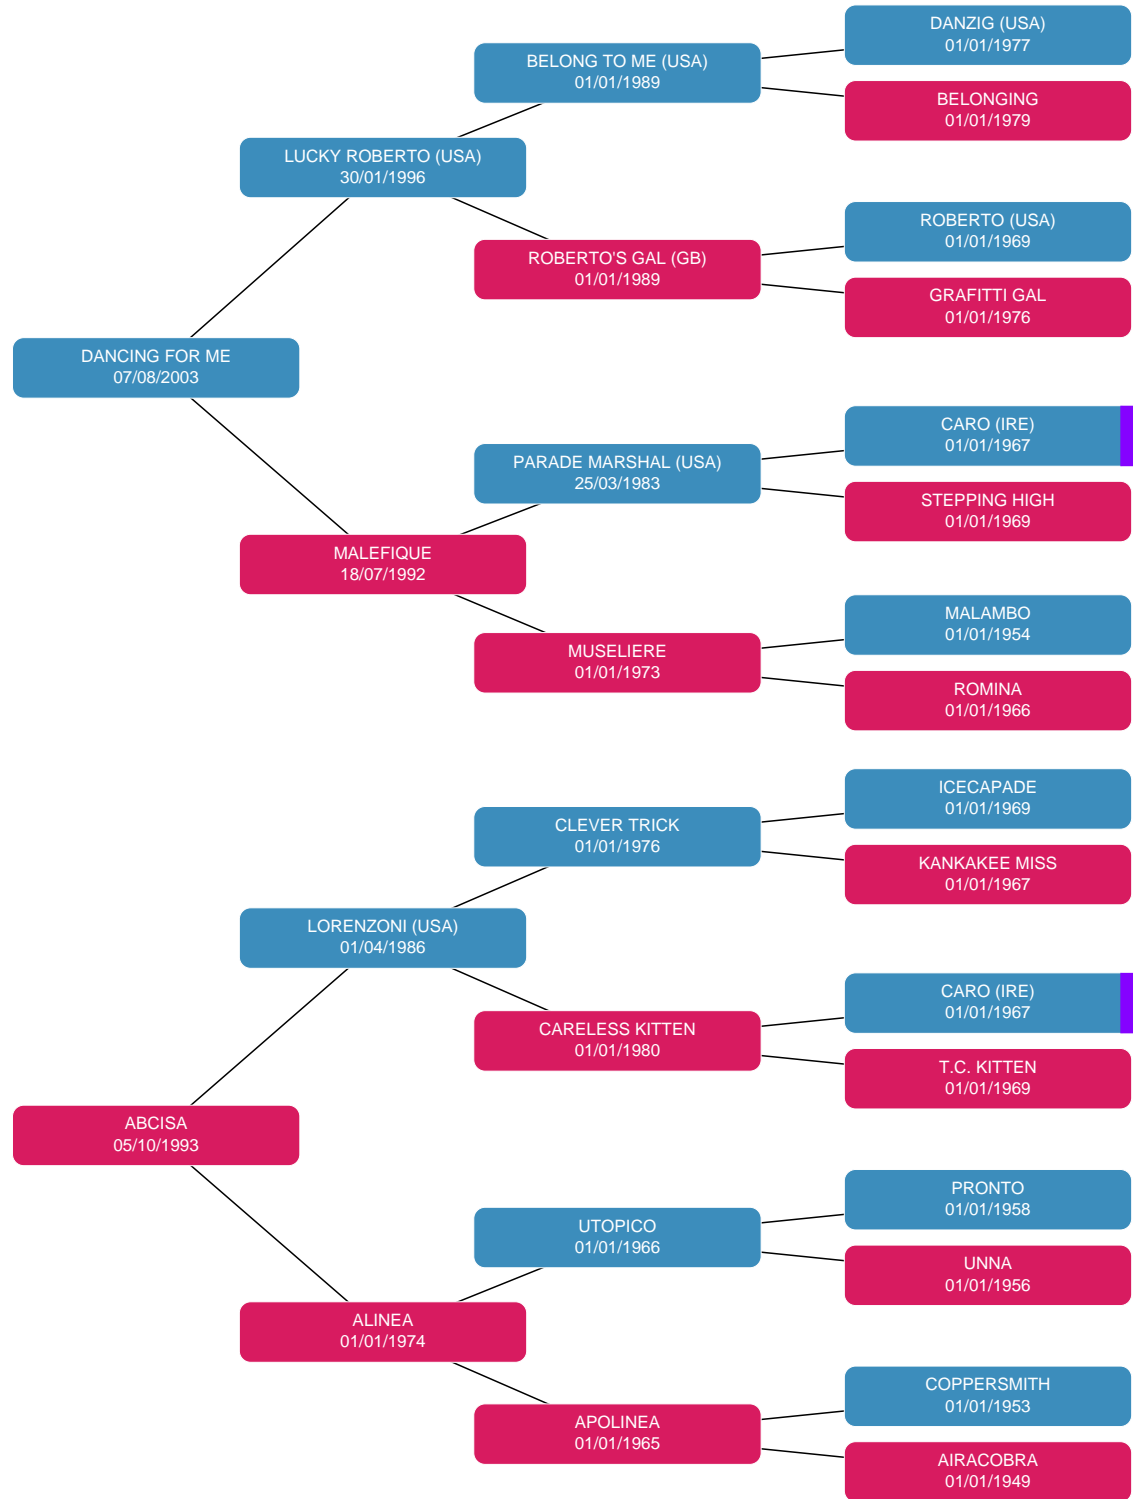 DANZIG (USA)
01/01/1977
BELONG TO ME (USA)
01/01/1989
BELONGING
01/01/1979
LUCKY ROBERTO (USA)
30/01/1996
ROBERTO (USA)
01/01/1969
ROBERTO'S GAL (GB)
01/01/1989
GRAFITTI GAL
01/01/1976
DANCING FOR ME
07/08/2003
CARO (IRE)
01/01/1967
PARADE MARSHAL (USA)
25/03/1983
STEPPING HIGH
01/01/1969
MALEFIQUE
18/07/1992
MALAMBO
01/01/1954
MUSELIERE
01/01/1973
ROMINA
01/01/1966
ICECAPADE
01/01/1969
CLEVER TRICK
01/01/1976
KANKAKEE MISS
01/01/1967
LORENZONI (USA)
01/04/1986
CARO (IRE)
01/01/1967
CARELESS KITTEN
01/01/1980
T.C. KITTEN
01/01/1969
ABCISA
05/10/1993
PRONTO
01/01/1958
UTOPICO
01/01/1966
UNNA
01/01/1956
ALINEA
01/01/1974
COPPERSMITH
01/01/1953
APOLINEA
01/01/1965
AIRACOBRA
01/01/1949